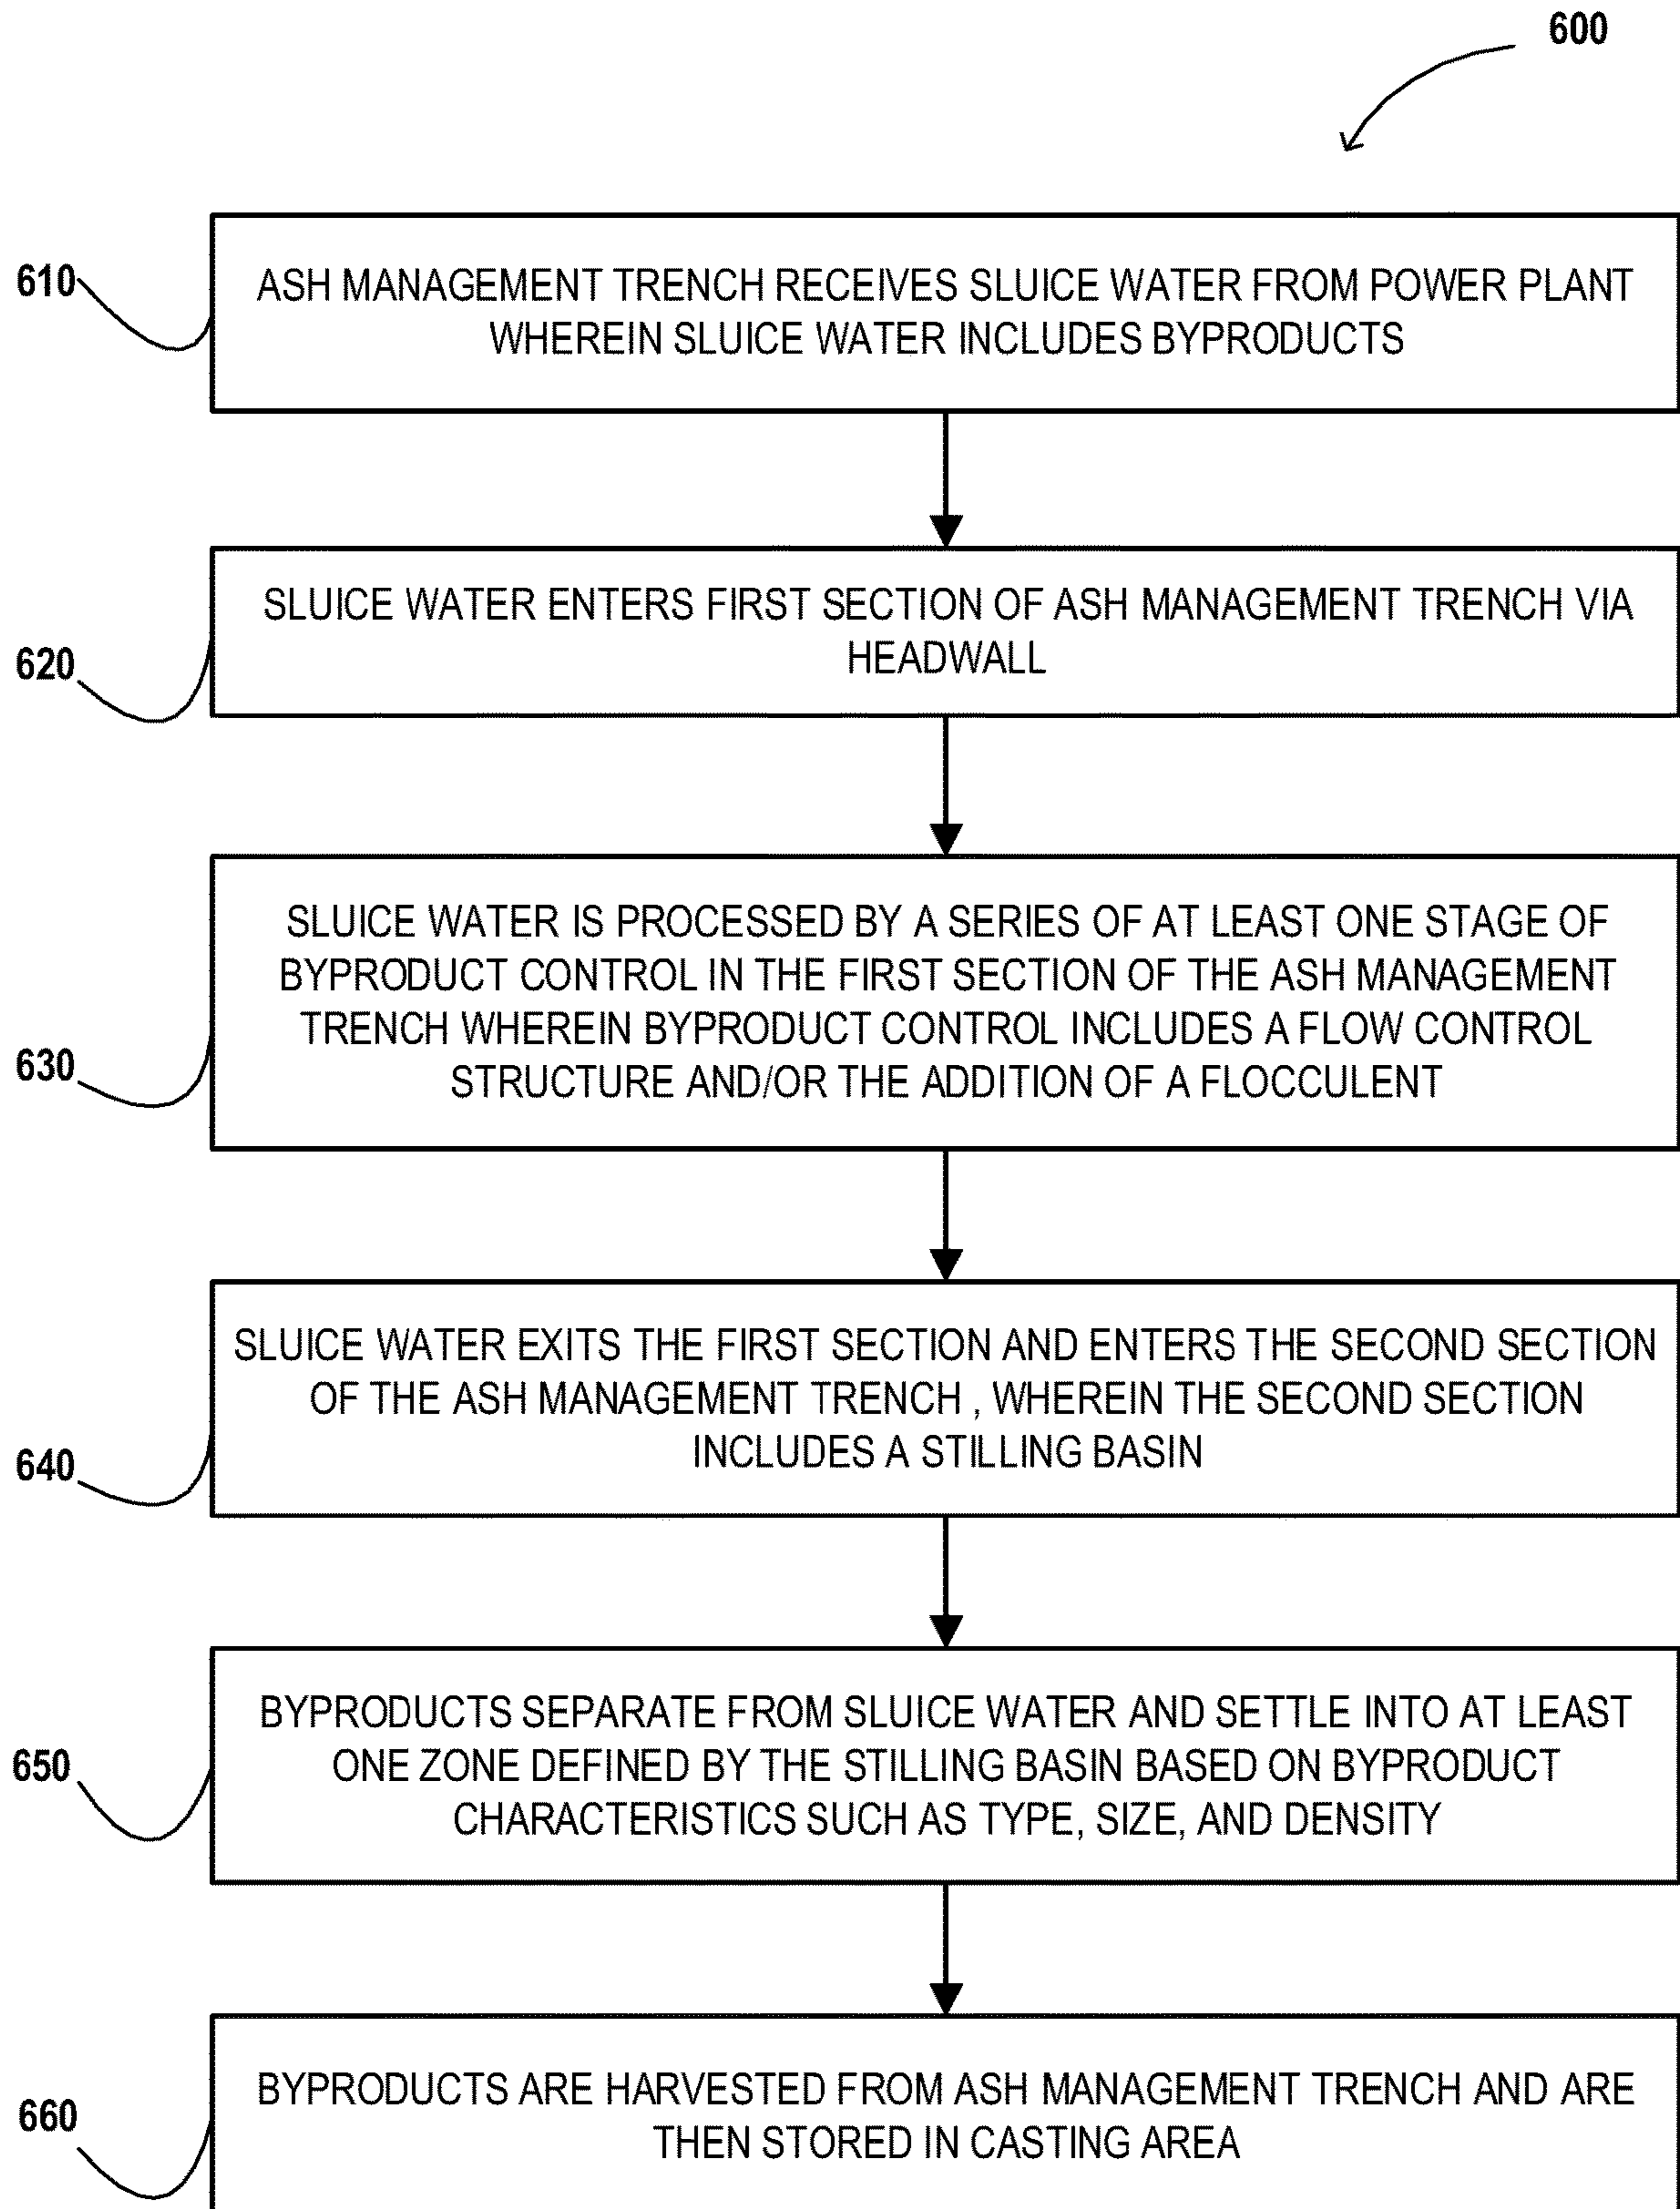 600
610
ASH MANAGEMENT TRENCH RECEIVES SLUICE WATER FROM POWER PLANT
WHEREIN SLUICE WATER INCLUDES BYPRODUCTS
620
SLUICE WATER ENTERS FIRST SECTION OF ASH MANAGEMENT TRENCH VIA
HEADWALL
630
SLUICE WATER IS PROCESSED BY A SERIES OF AT LEAST ONE STAGE OF
BYPRODUCT CONTROL IN THE FIRST SECTION OF THE ASH MANAGEMENT
TRENCH WHEREIN BYPRODUCT CONTROL INCLUDES A FLOW CONTROL
STRUCTURE AND/OR THE ADDITION OF A FLOCCULENT
640
SLUICE WATER EXITS THE FIRST SECTION AND ENTERS THE SECOND SECTION
OF THE ASH MANAGEMENT TRENCH , WHEREIN THE SECOND SECTION
INCLUDES A STILLING BASIN
650
BYPRODUCTS SEPARATE FROM SLUICE WATER AND SETTLE INTO AT LEAST
ONE ZONE DEFINED BY THE STILLING BASIN BASED ON BYPRODUCT
CHARACTERISTICS SUCH AS TYPE, SIZE, AND DENSITY
660
BYPRODUCTS ARE HARVESTED FROM ASH MANAGEMENT TRENCH AND ARE
THEN STORED IN CASTING AREA